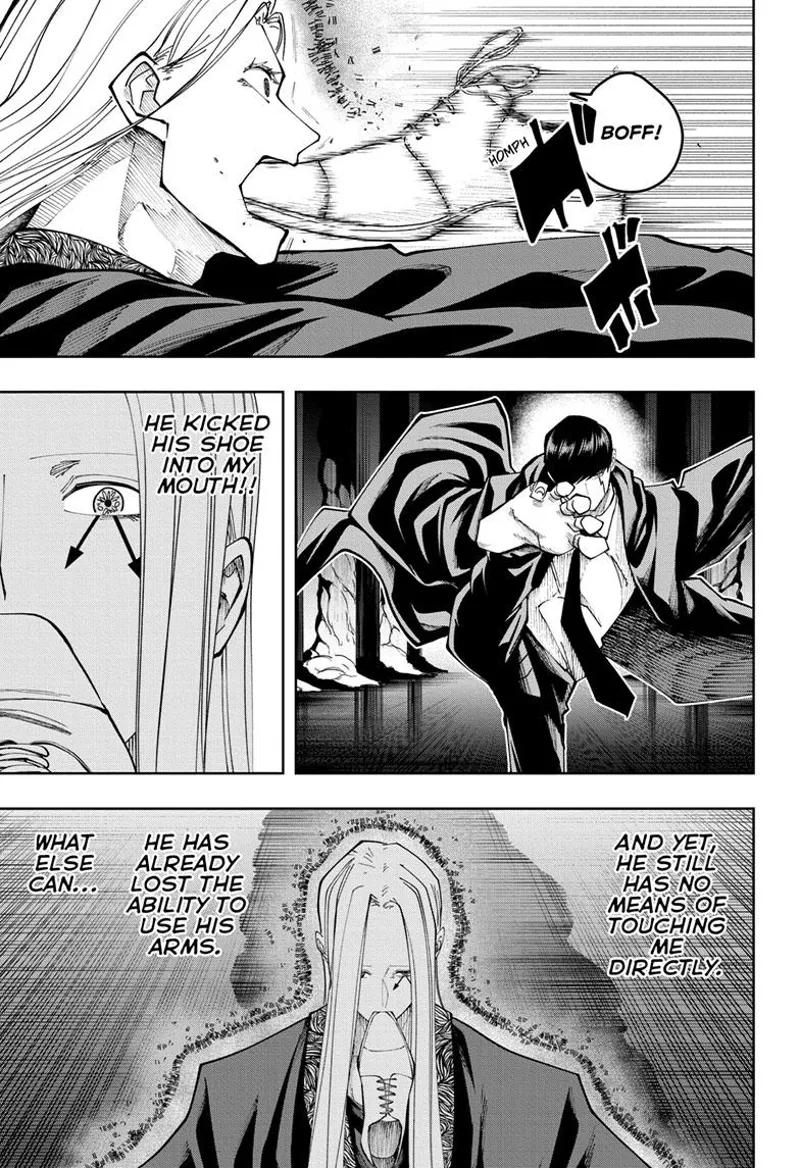 BOFF!
HOMPH
HE KICKED
HIS SHOE
INTO MY
MOUTH!!
AND YET,
HE STILL
HAS NO
MEANS OF
TOUCHING
ME
DIRECTLY.
HE HAS
ALREADY
LOST THE
ABILITY TO
USE HIS
ARMS.
WHAT
ELSE
CAN...